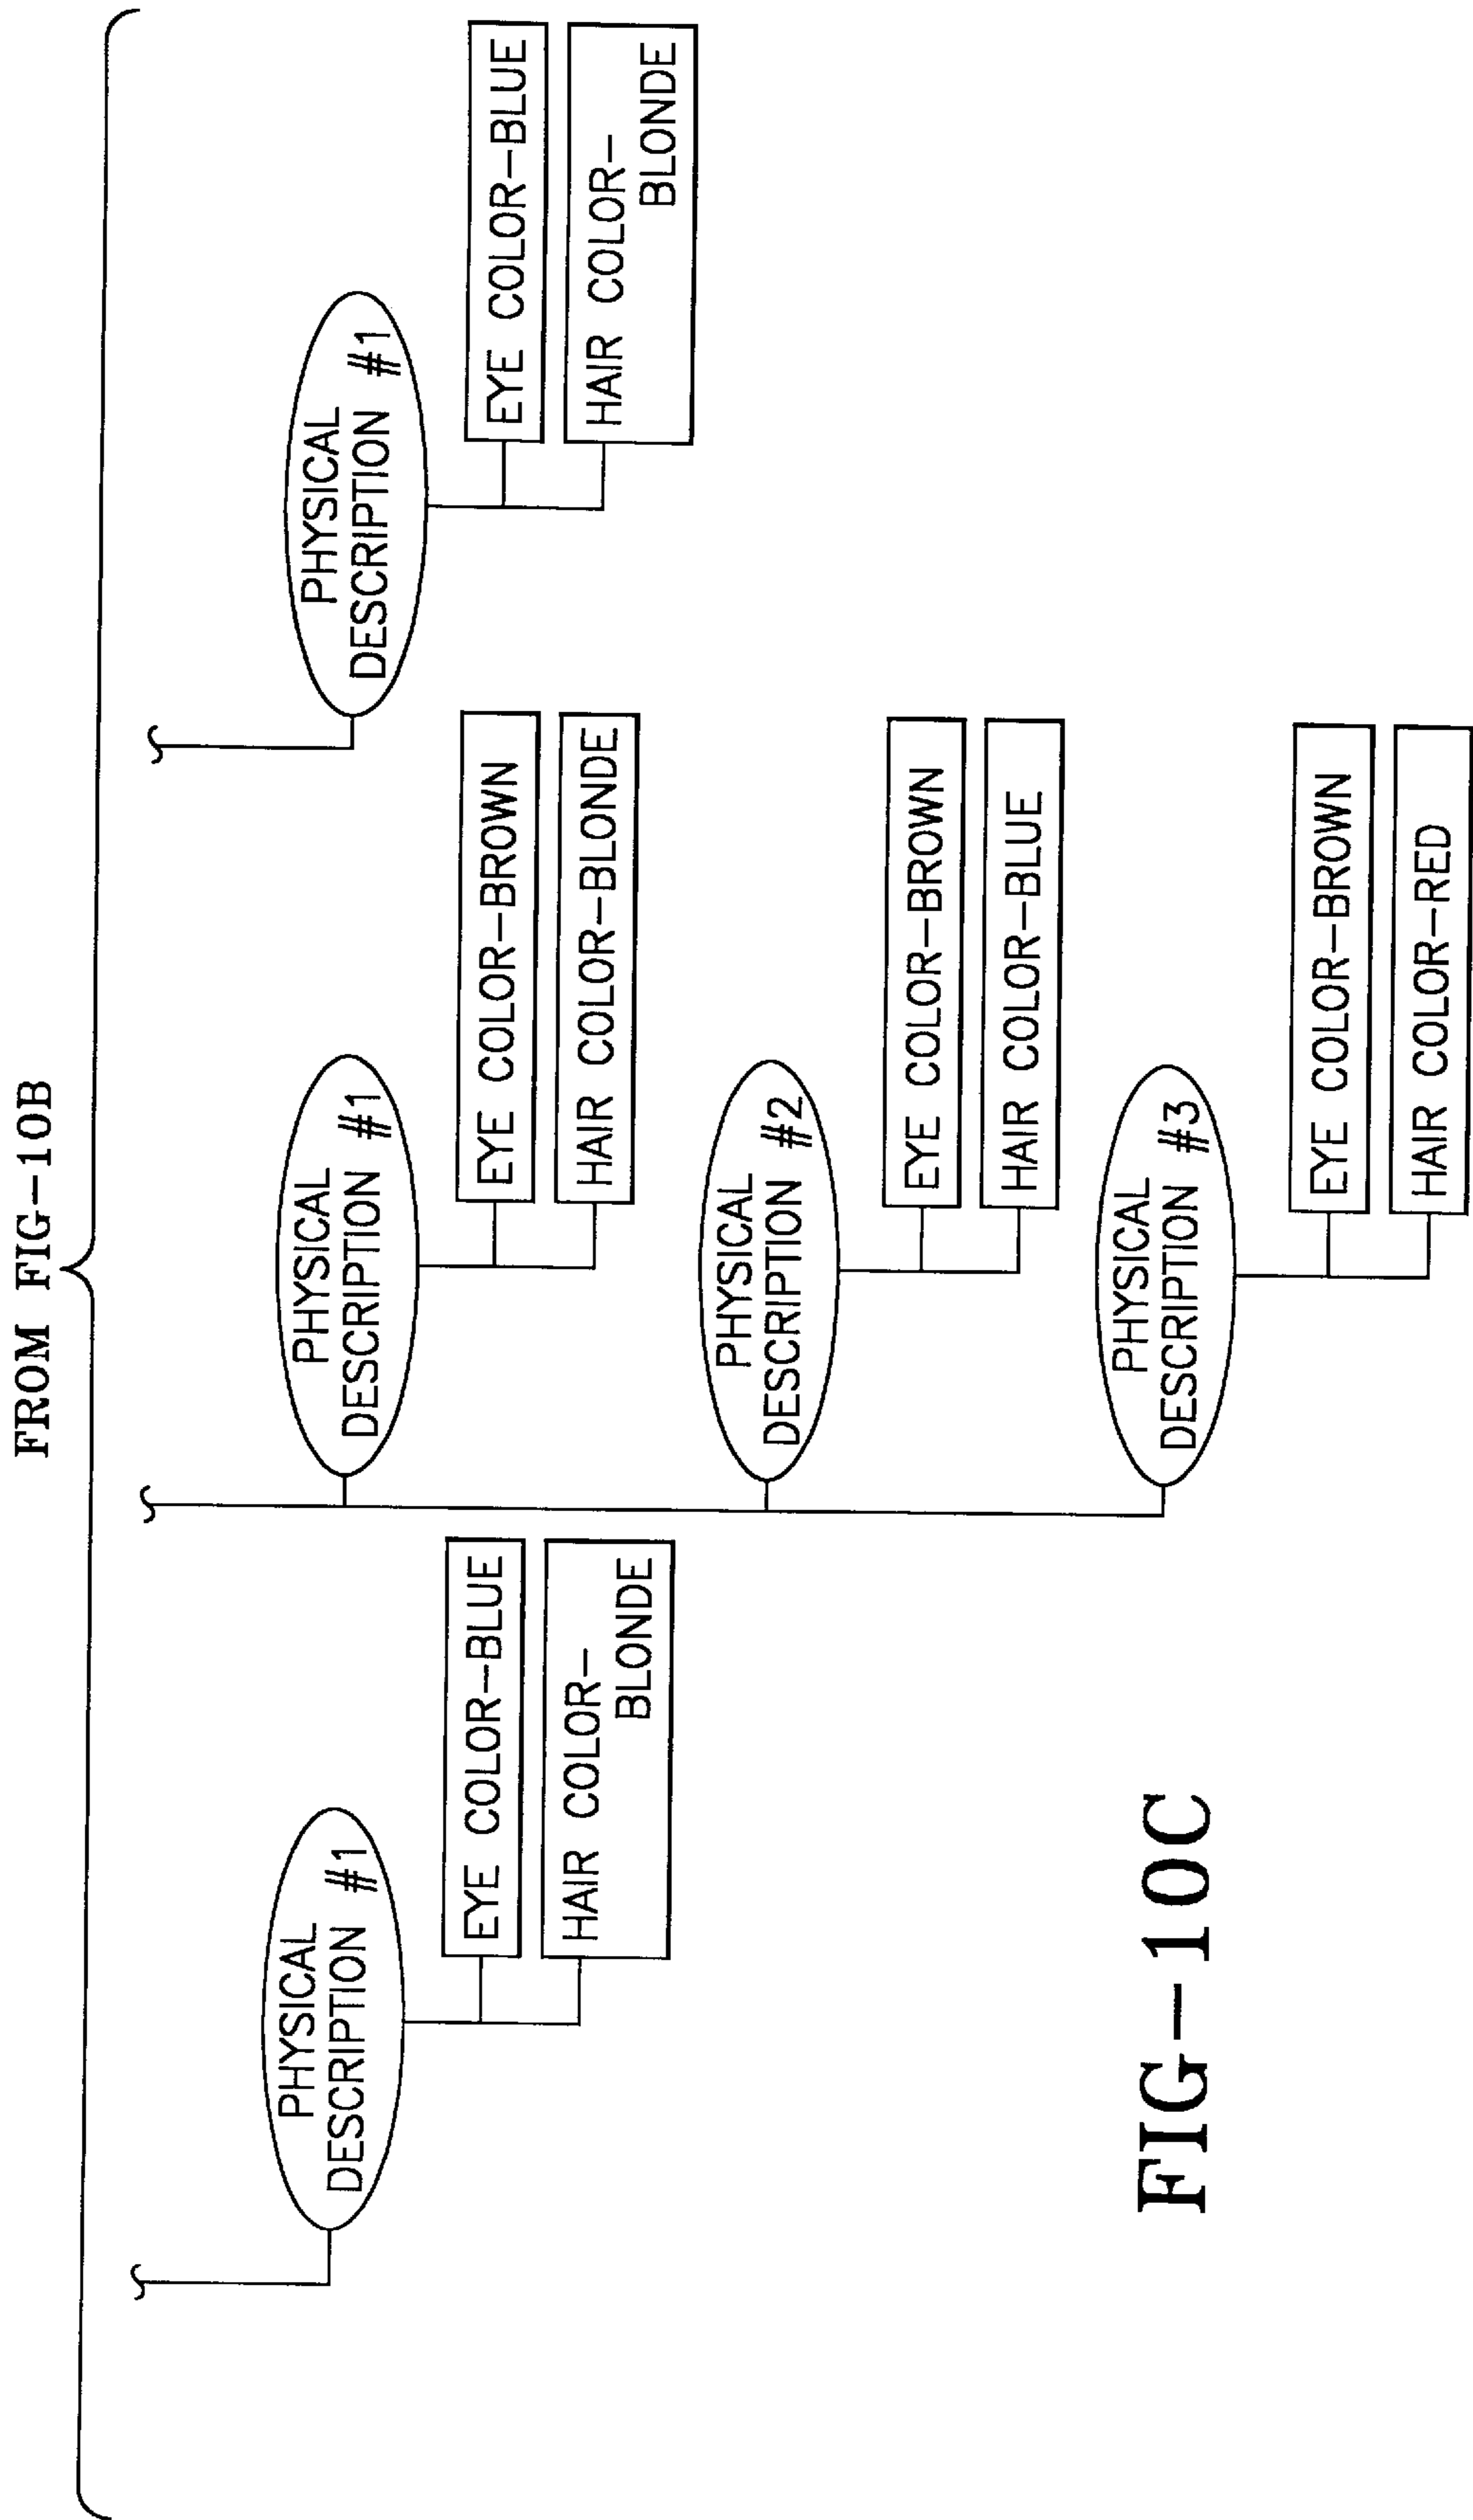 FROM FIG-10B
PHYSICAL
DESCRIPTION #1
EYE COLOR-BLUE
HAIR COLOR-
BLONDE
PHYSICAL
DESCRIPTION #1
EYE COLOR-BROWN
HAIR COLOR-BLONDE
PHYSICAL
DESCRIPTION #2
EYE COLOR-BROWN
HAIR COLOR-BLUE
PHYSICAL
DESCRIPTION #3
EYE COLOR-BROWN
HAIR COLOR-RED
PHYSICAL
DESCRIPTION #1
EYE COLOR-BLUE
HAIR COLOR-
BLONDE
FIG-10C